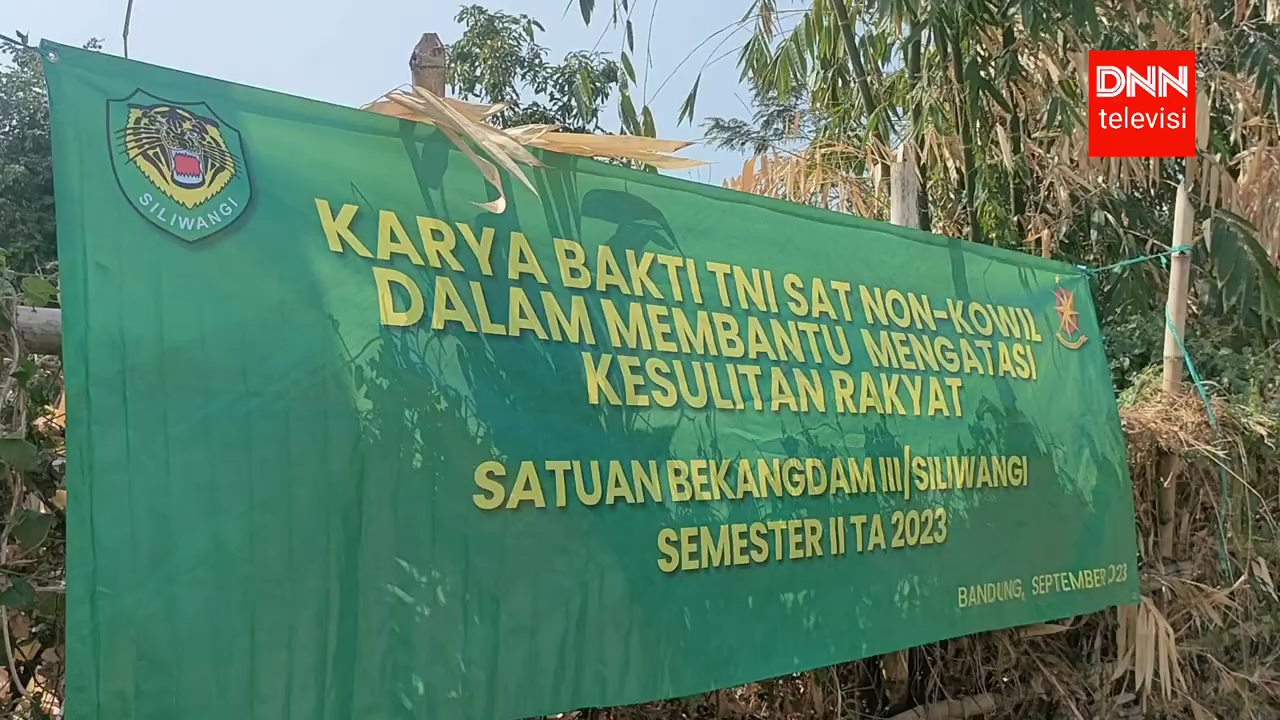 DNN
televisi
SILIWANGI
KARYA BAKTI TNI SAT NON-KOWIL
DALAM MEMBANTU MENGATASI
KESULITAN RAKYAT
SATUAN BEKANGDAM III/SILIWANGI
SEMESTER II TA 2023
BANDUNG, SEPTEMBER 2023